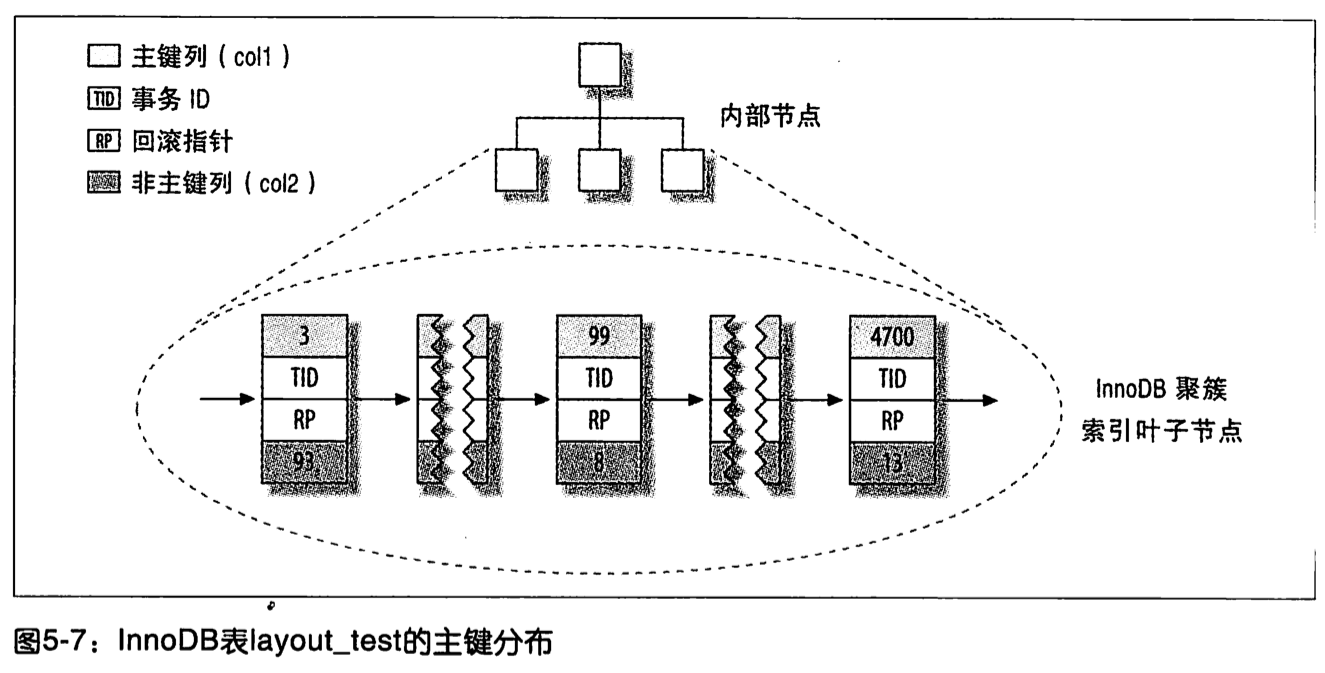 主键列（col1）
TID 事务 ID
RP 回滚指针
非主键列（col2）
内部节点
3
TID
RP
93
99
TID
RP
8
4700
TID
RP
13
InnoDB 聚簇
索引叶子节点
图5-7：InnoDB表layout_test的主键分布